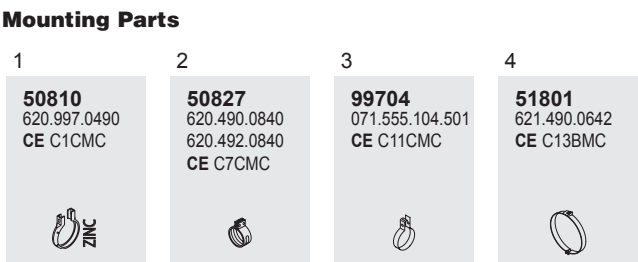 Mounting Parts
1
50810
620.997.0490
CE C1CMC
ZINC
2
50827
620.490.0840
620.492.0840
CE C7CMC
3
99704
071.555.104.501
CE C11CMC
4
51801
621.490.0642
CE C13BMC